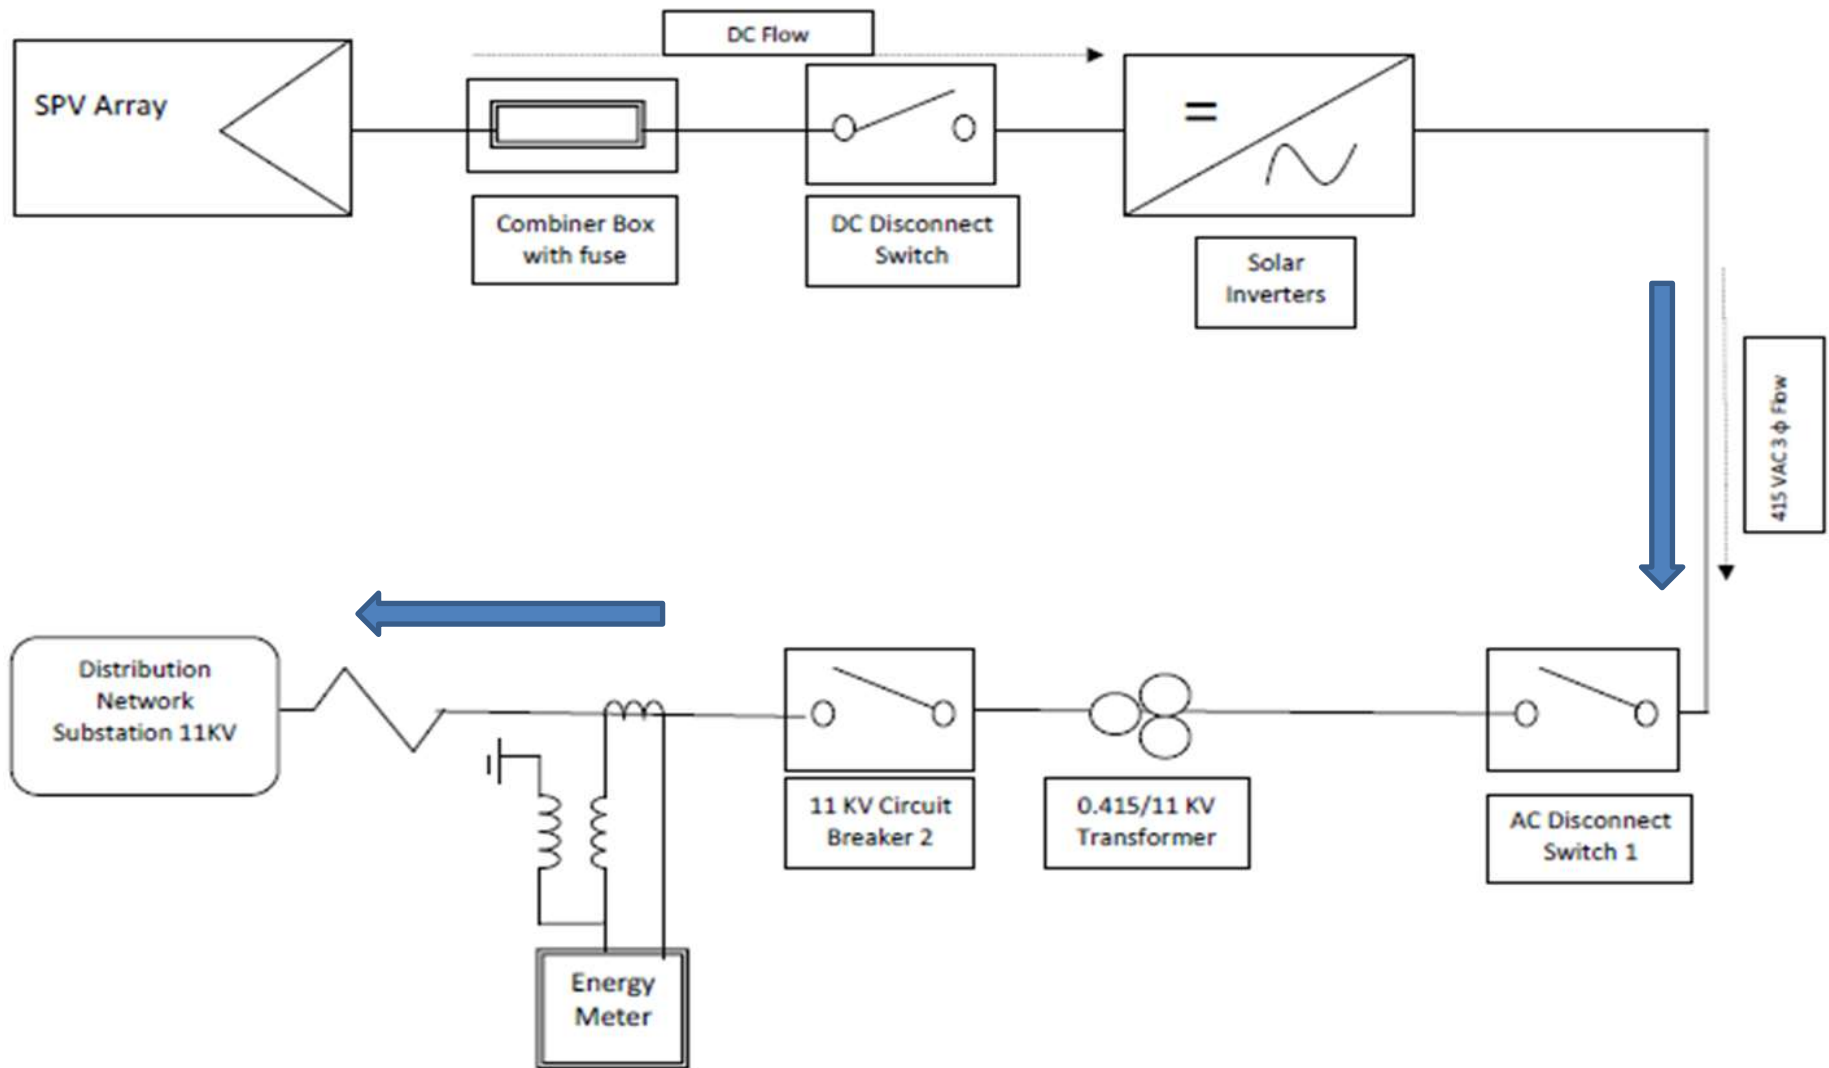 DC Flow
SPV Array
Combiner Box
with fuse
DC Disconnect
Switch
=
Solar
Inverters
415 VAC 3 ф Flow
Distribution
Network
Substation 11KV
11 KV Circuit
Breaker 2
0.415/11 KV
Transformer
AC Disconnect
Switch 1
Energy
Meter